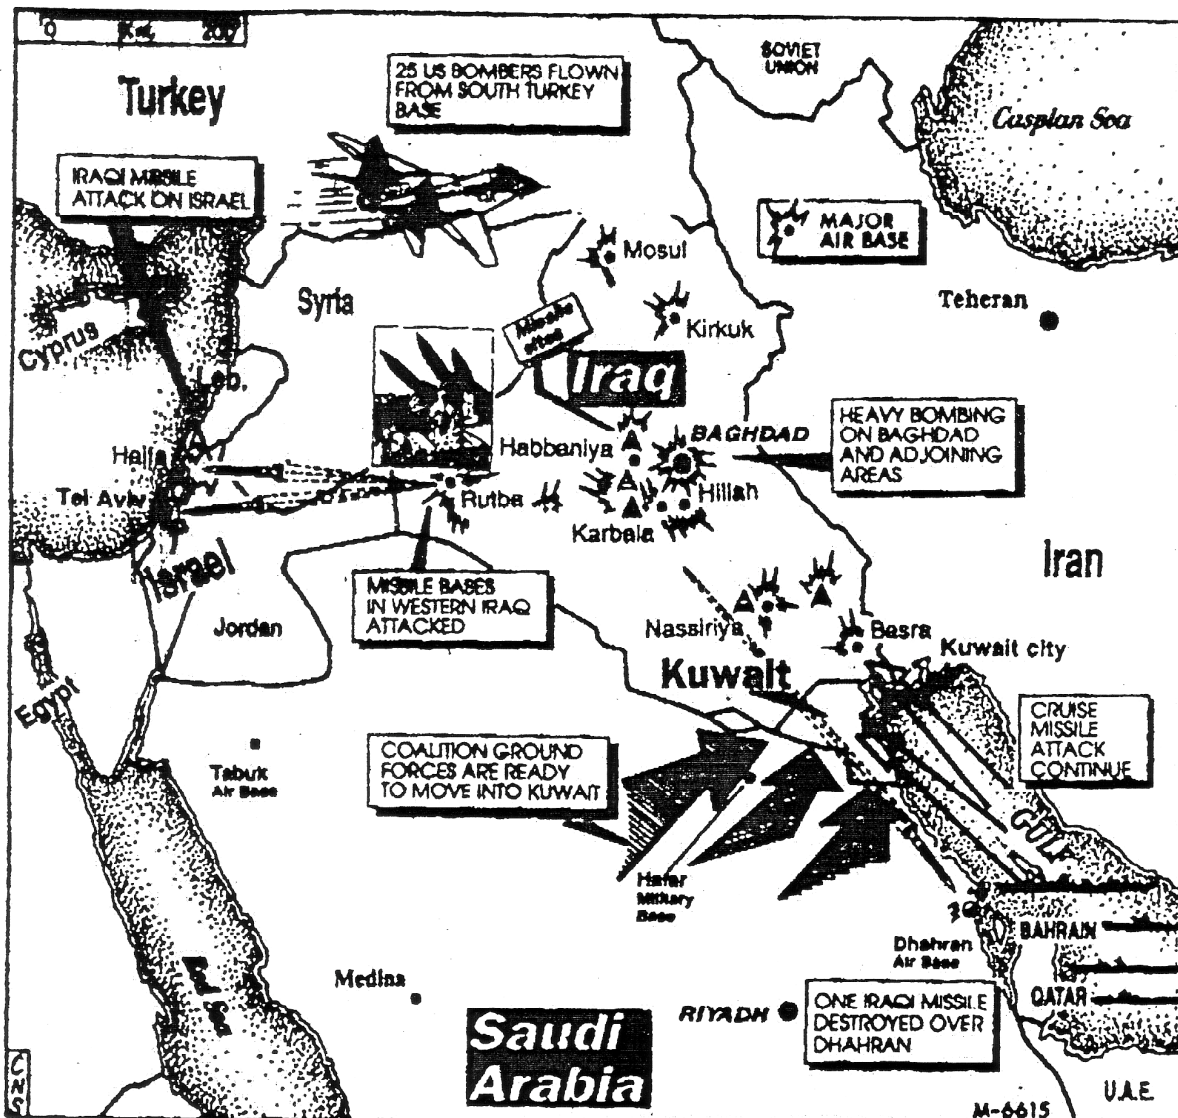 0 Km. 200
Turkey
25 US BOMBERS FLOWN
FROM SOUTH TURKEY
BASE
SOVIET
UNION
Caspian Sea
IRAQI MISSILE
ATTACK ON ISRAEL
MAJOR
AIR BASE
Mosul
Syria
Teheran
Missile
sites
Kirkuk
Cyprus
Leb.
Iraq
Habbaniya
BAGHDAD
HEAVY BOMBING
ON BAGHDAD
AND ADJOINING
AREAS
Haifa
Tel Aviv
Rutba
Hillah
Karbala
Israel
Iran
MISSILE BASES
IN WESTERN IRAQ
ATTACKED
Jordan
Nassiriya
Basra
Kuwait city
Kuwait
Egypt
CRUISE
MISSILE
ATTACK
CONTINUE
COALITION GROUND
FORCES ARE READY
TO MOVE INTO KUWAIT
Tabuk
Air Base
GULF
Hafar
Military
Base
BAHRAIN
Dhahran
Air Base
Red Sea
Medina
QATAR
RIYADH
ONE IRAQI MISSILE
DESTROYED OVER
DHAHRAN
Saudi
Arabia
CNS
U.A.E.
M-6615